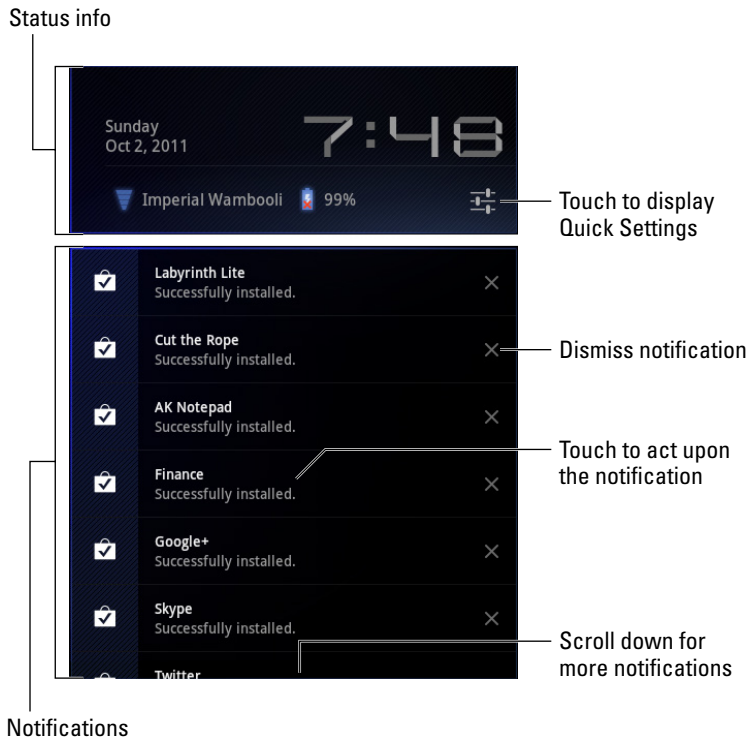 Status info
Sunday
Oct 2, 2011
7:48
Imperial Wambooli
99%
Touch to display
Quick Settings
Labyrinth Lite
Successfully installed.
Cut the Rope
Successfully installed.
Dismiss notification
AK Notepad
Successfully installed.
Touch to act upon
the notification
Finance
Successfully installed.
Google+
Successfully installed.
Skype
Successfully installed.
Scroll down for
more notifications
Twitter
Notifications